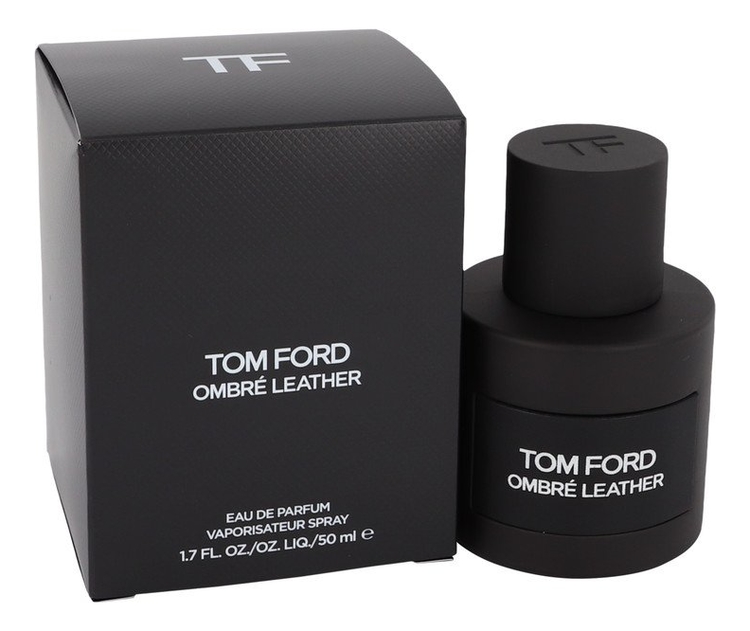 TF
TOM FORD
OMBRÉ LEATHER
EAU DE PARFUM
VAPORISATEUR SPRAY
1.7 FL. OZ./OZ. LIQ./50 ml ℮
TF
TOM FORD
OMBRÉ LEATHER